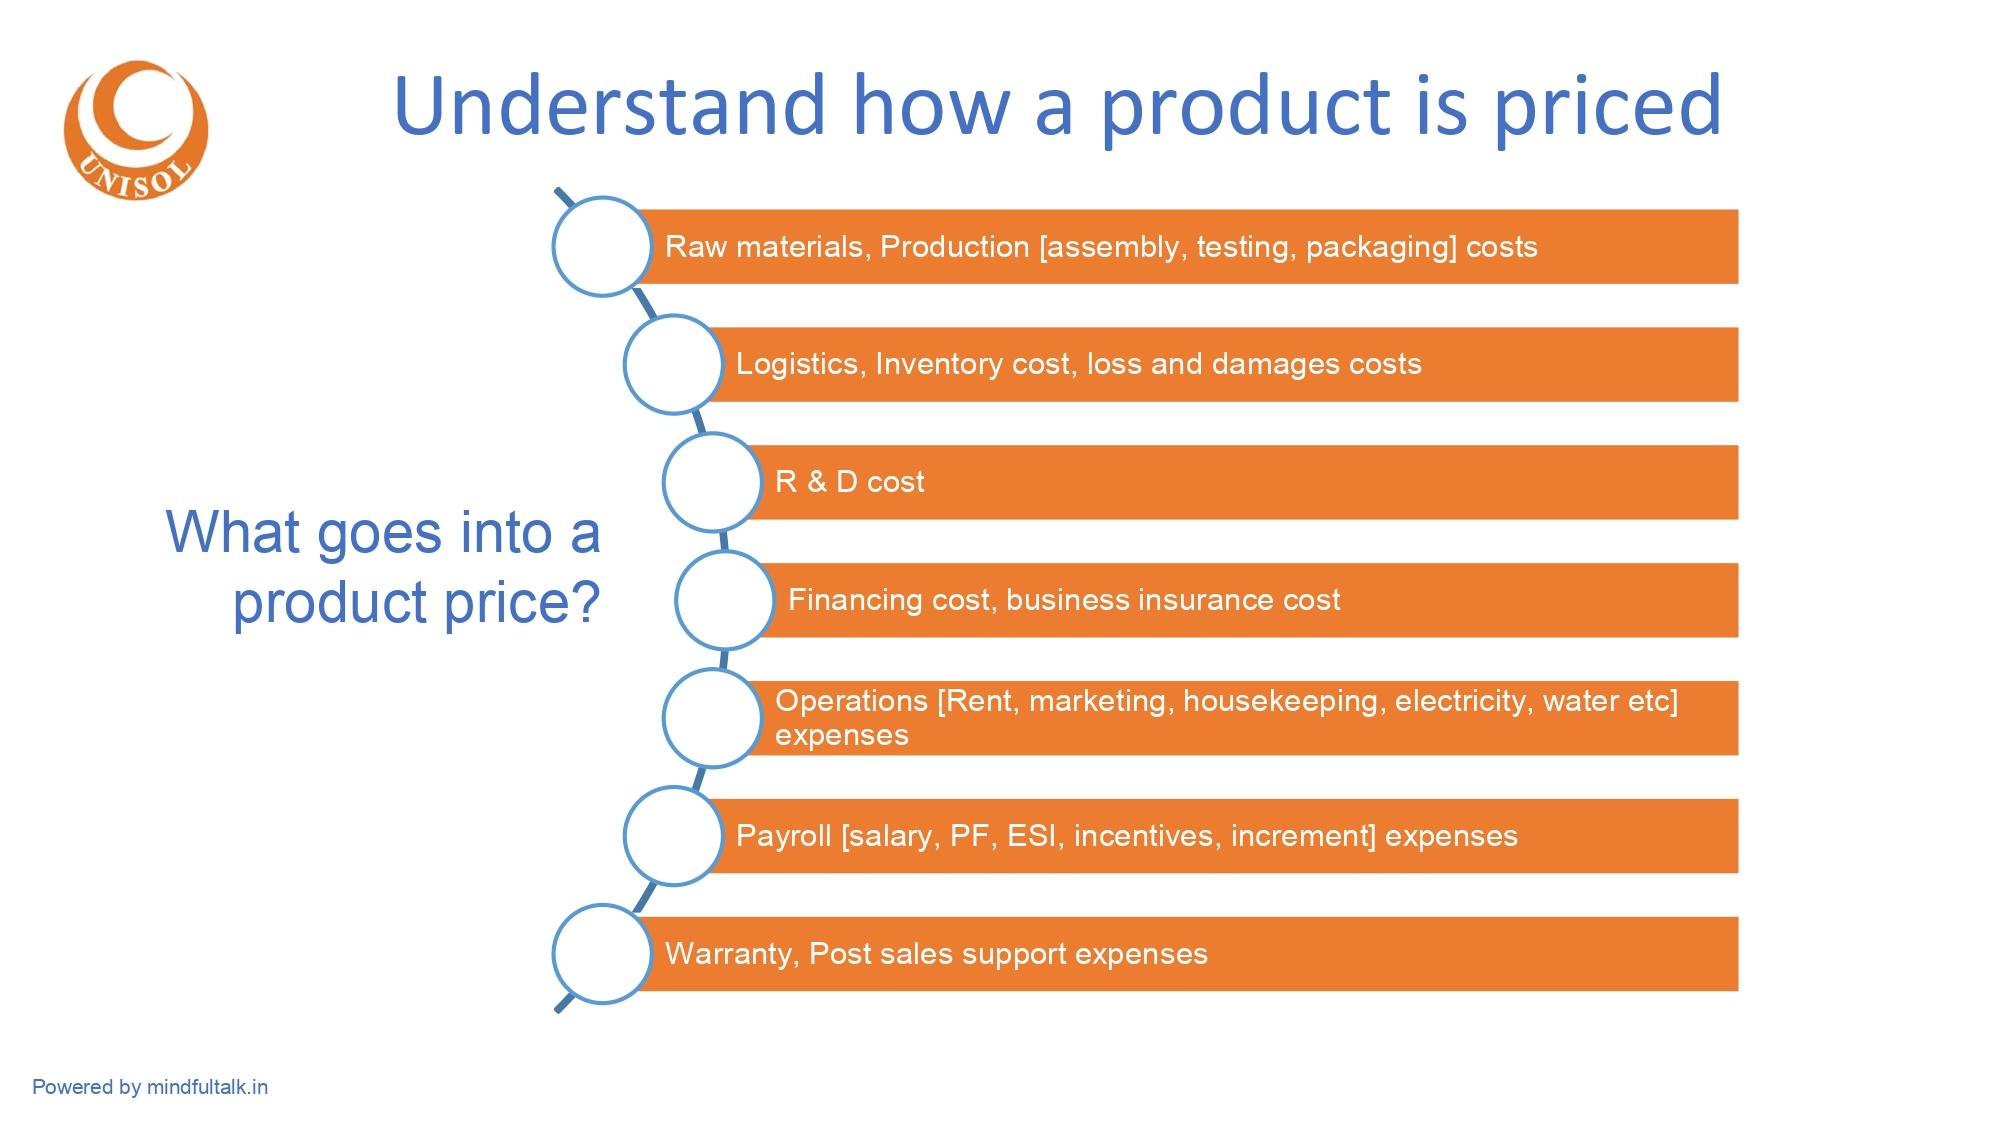 UNISOL
Understand how a product is priced
What goes into a
product price?
Raw materials, Production [assembly, testing, packaging] costs
Logistics, Inventory cost, loss and damages costs
R & D cost
Financing cost, business insurance cost
Operations [Rent, marketing, housekeeping, electricity, water etc]
expenses
Payroll [salary, PF, ESI, incentives, increment] expenses
Warranty, Post sales support expenses
Powered by mindfultalk.in